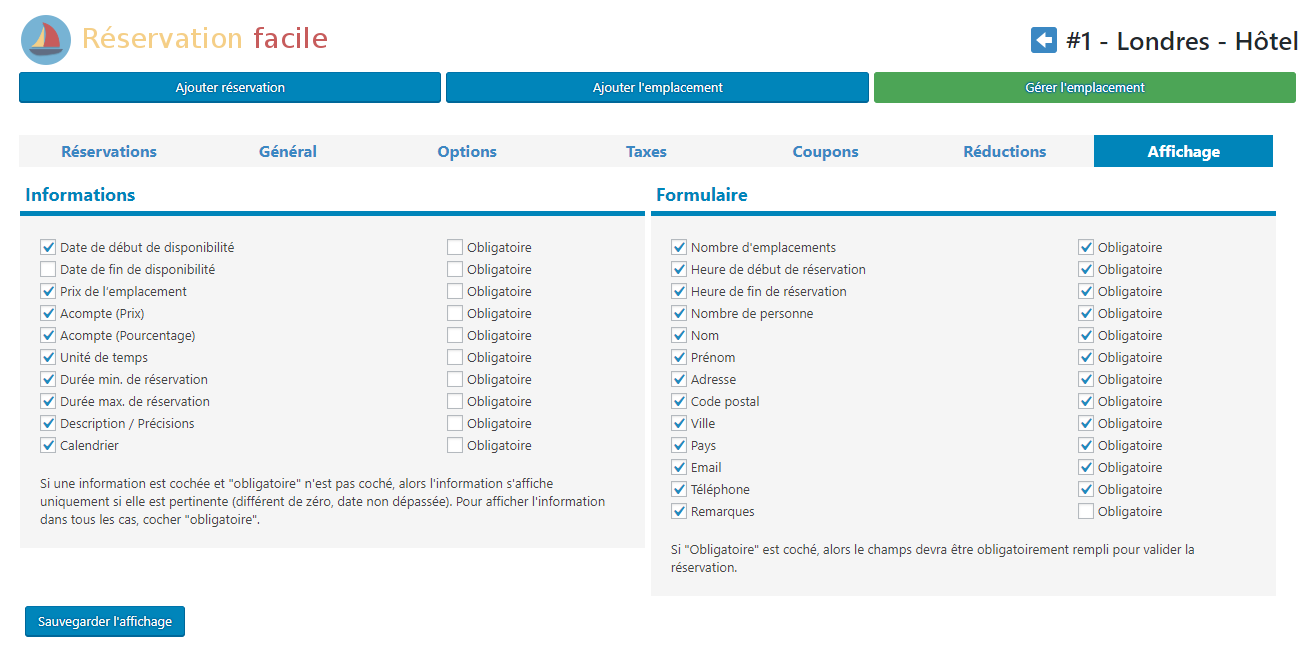 Réservation facile
#1 - Londres - Hôtel
Ajouter réservation
Ajouter l'emplacement
Gérer l'emplacement
Réservations
Général
Options
Taxes
Coupons
Réductions
Affichage
Informations
Date de début de disponibilité Obligatoire
Date de fin de disponibilité Obligatoire
Prix de l'emplacement Obligatoire
Acompte (Prix) Obligatoire
Acompte (Pourcentage) Obligatoire
Unité de temps Obligatoire
Durée min. de réservation Obligatoire
Durée max. de réservation Obligatoire
Description / Précisions Obligatoire
Calendrier Obligatoire
Si une information est cochée et "obligatoire" n'est pas coché, alors l'information s'affiche
uniquement si elle est pertinente (différent de zéro, date non dépassée). Pour afficher l'information
dans tous les cas, cocher "obligatoire".
Formulaire
Nombre d'emplacements Obligatoire
Heure de début de réservation Obligatoire
Heure de fin de réservation Obligatoire
Nombre de personne Obligatoire
Nom Obligatoire
Prénom Obligatoire
Adresse Obligatoire
Code postal Obligatoire
Ville Obligatoire
Pays Obligatoire
Email Obligatoire
Téléphone Obligatoire
Remarques Obligatoire
Si "Obligatoire" est coché, alors le champs devra être obligatoirement rempli pour valider la
réservation.
Sauvegarder l'affichage